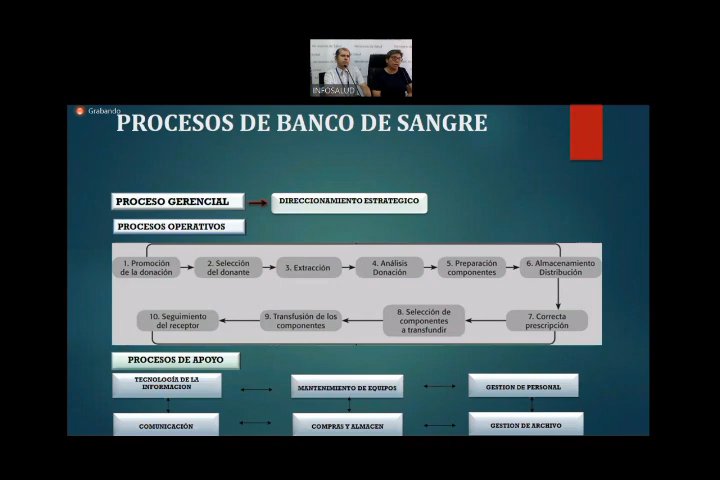 INFOSALUD
Grabando
PROCESOS DE BANCO DE SANGRE
PROCESO GERENCIAL
DIRECCIONAMIENTO ESTRATEGICO
PROCESOS OPERATIVOS
1. Promoción
de la donación
2. Selección
del donante
3. Extracción
4. Análisis
Donación
5. Preparación
componentes
6. Almacenamiento
Distribución
10. Seguimiento
del receptor
9. Transfusión de los
componentes
8. Selección de
componentes
a transfundir
7. Correcta
prescripción
PROCESOS DE APOYO
TECNOLOGÍA DE LA
INFORMACION
MANTENIMIENTO DE EQUIPOS
GESTION DE PERSONAL
COMUNICACIÓN
COMPRAS Y ALMACEN
GESTION DE ARCHIVO